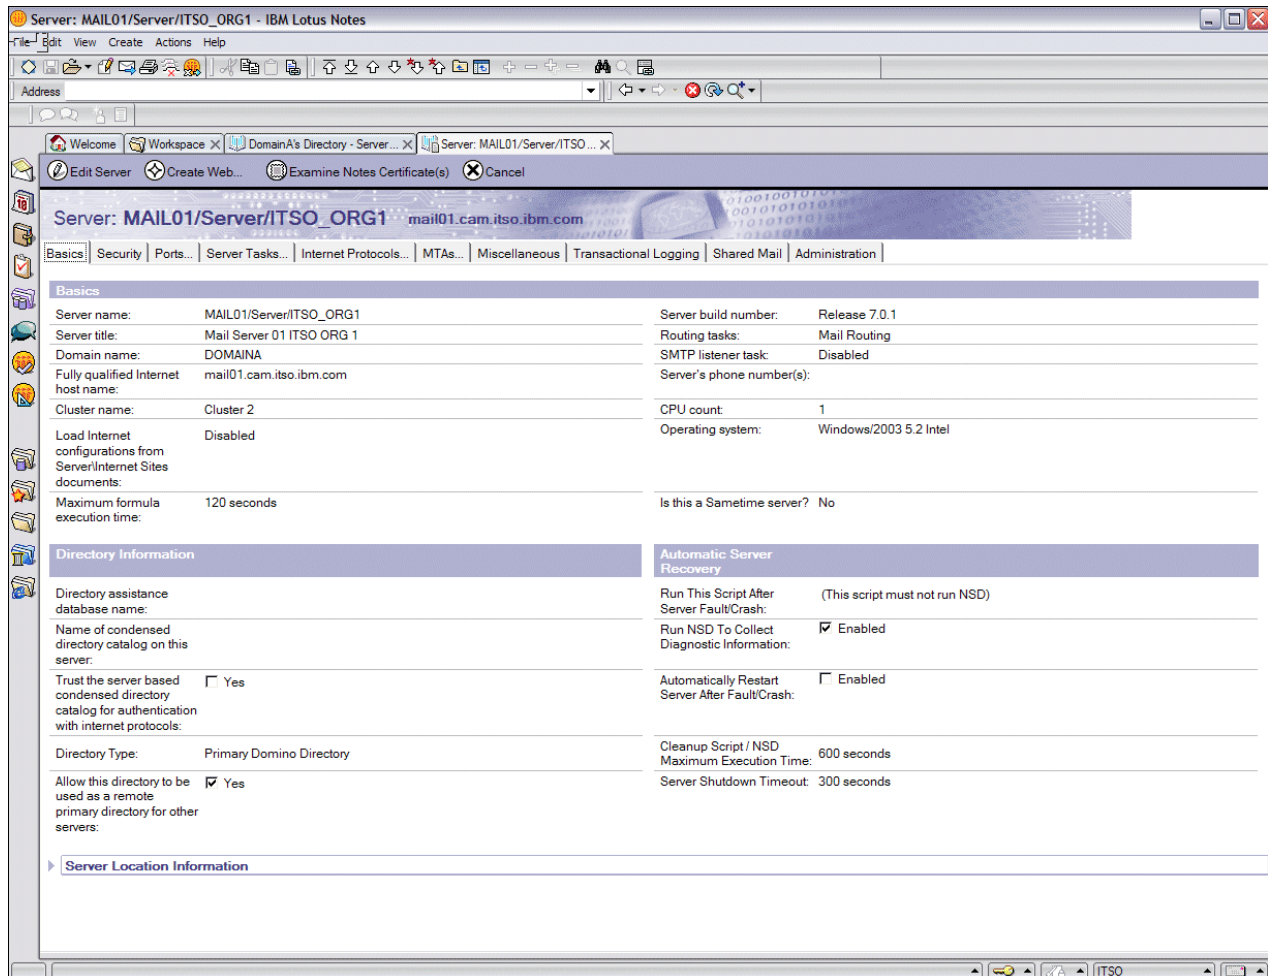 Server: MAIL01/Server/ITSO_ORG1 - IBM Lotus Notes
File Edit View Create Actions Help
Address
Welcome Workspace DomainA's Directory - Server... Server: MAIL01/Server/ITSO ...
Edit Server Create Web... Examine Notes Certificate(s) Cancel
Server: MAIL01/Server/ITSO_ORG1 mail01.cam.itso.ibm.com
Basics Security Ports... Server Tasks... Internet Protocols... MTAs... Miscellaneous Transactional Logging Shared Mail Administration
Basics
Server name: MAIL01/Server/ITSO_ORG1 Server build number: Release 7.0.1
Server title: Mail Server 01 ITSO ORG 1 Routing tasks: Mail Routing
Domain name: DOMAINA SMTP listener task: Disabled
Fully qualified Internet mail01.cam.itso.ibm.com Server's phone number(s):
host name:
Cluster name: Cluster 2 CPU count: 1
Load Internet Disabled Operating system: Windows/2003 5.2 Intel
configurations from
Server\Internet Sites
documents:
Maximum formula 120 seconds Is this a Sametime server? No
execution time:
Directory Information
Directory assistance
database name:
Name of condensed
directory catalog on this
server:
Trust the server based Yes
condensed directory
catalog for authentication
with internet protocols:
Directory Type: Primary Domino Directory
Allow this directory to be Yes
used as a remote
primary directory for other
servers:
Automatic Server
Recovery
Run This Script After (This script must not run NSD)
Server Fault/Crash:
Run NSD To Collect Enabled
Diagnostic Information:
Automatically Restart Enabled
Server After Fault/Crash:
Cleanup Script / NSD 600 seconds
Maximum Execution Time:
Server Shutdown Timeout: 300 seconds
Server Location Information
ITSO